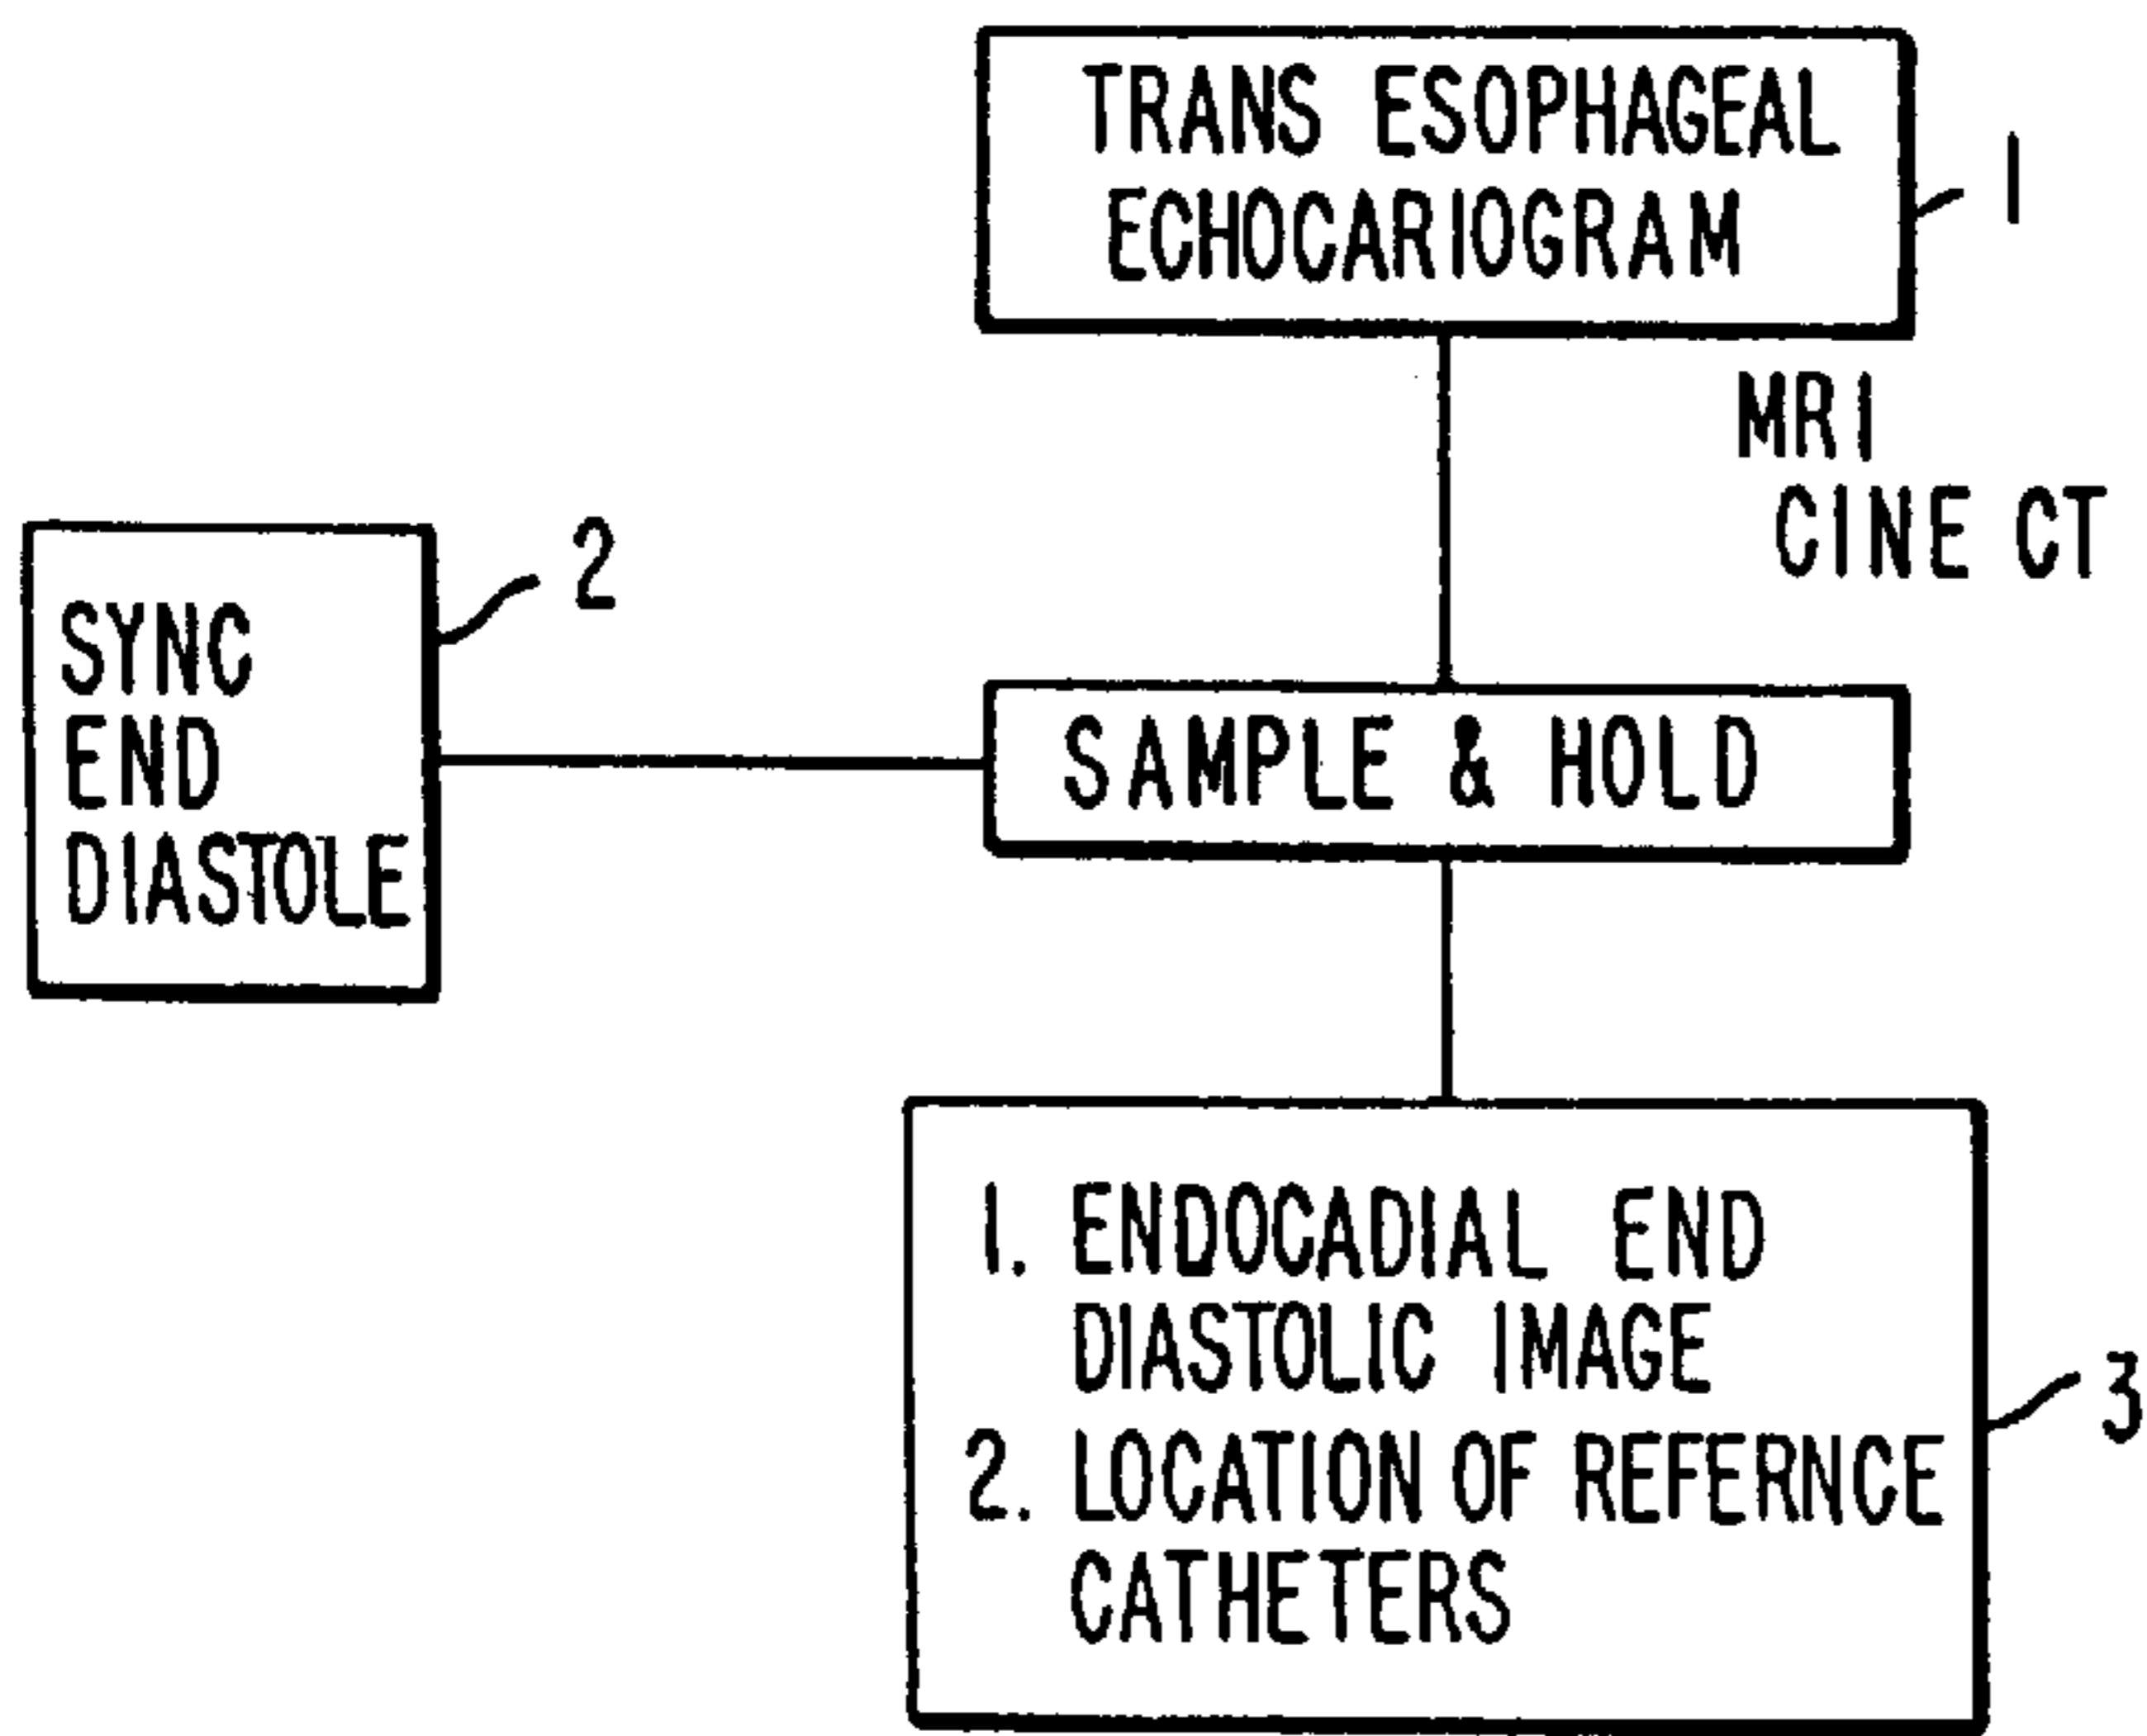 TRANS ESOPHAGEAL
ECHOCARIOGRAM
1
MRI
CINE CT
2
SYNC
END
DIASTOLE
SAMPLE & HOLD
1. ENDOCADIAL END
DIASTOLIC IMAGE
2. LOCATION OF REFERNCE
CATHETERS
3